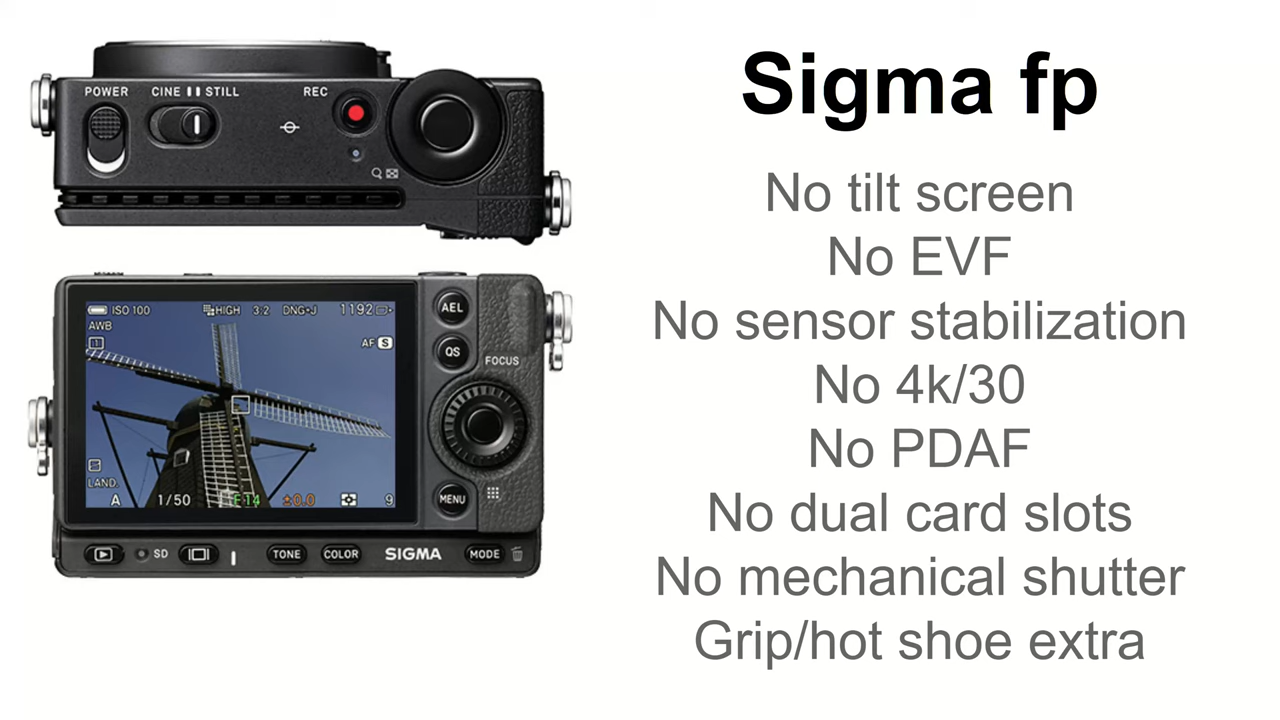 POWER CINE STILL REC
Sigma fp
No tilt screen
No EVF
No sensor stabilization
No 4k/30
No PDAF
No dual card slots
No mechanical shutter
Grip/hot shoe extra
ISO 100 HIGH 3:2 DNG+J 1192
AWB
1
AF S
LAND.
A 1/50 F14 ±0.0 9
AEL
QS
FOCUS
MENU
SD TONE COLOR SIGMA MODE